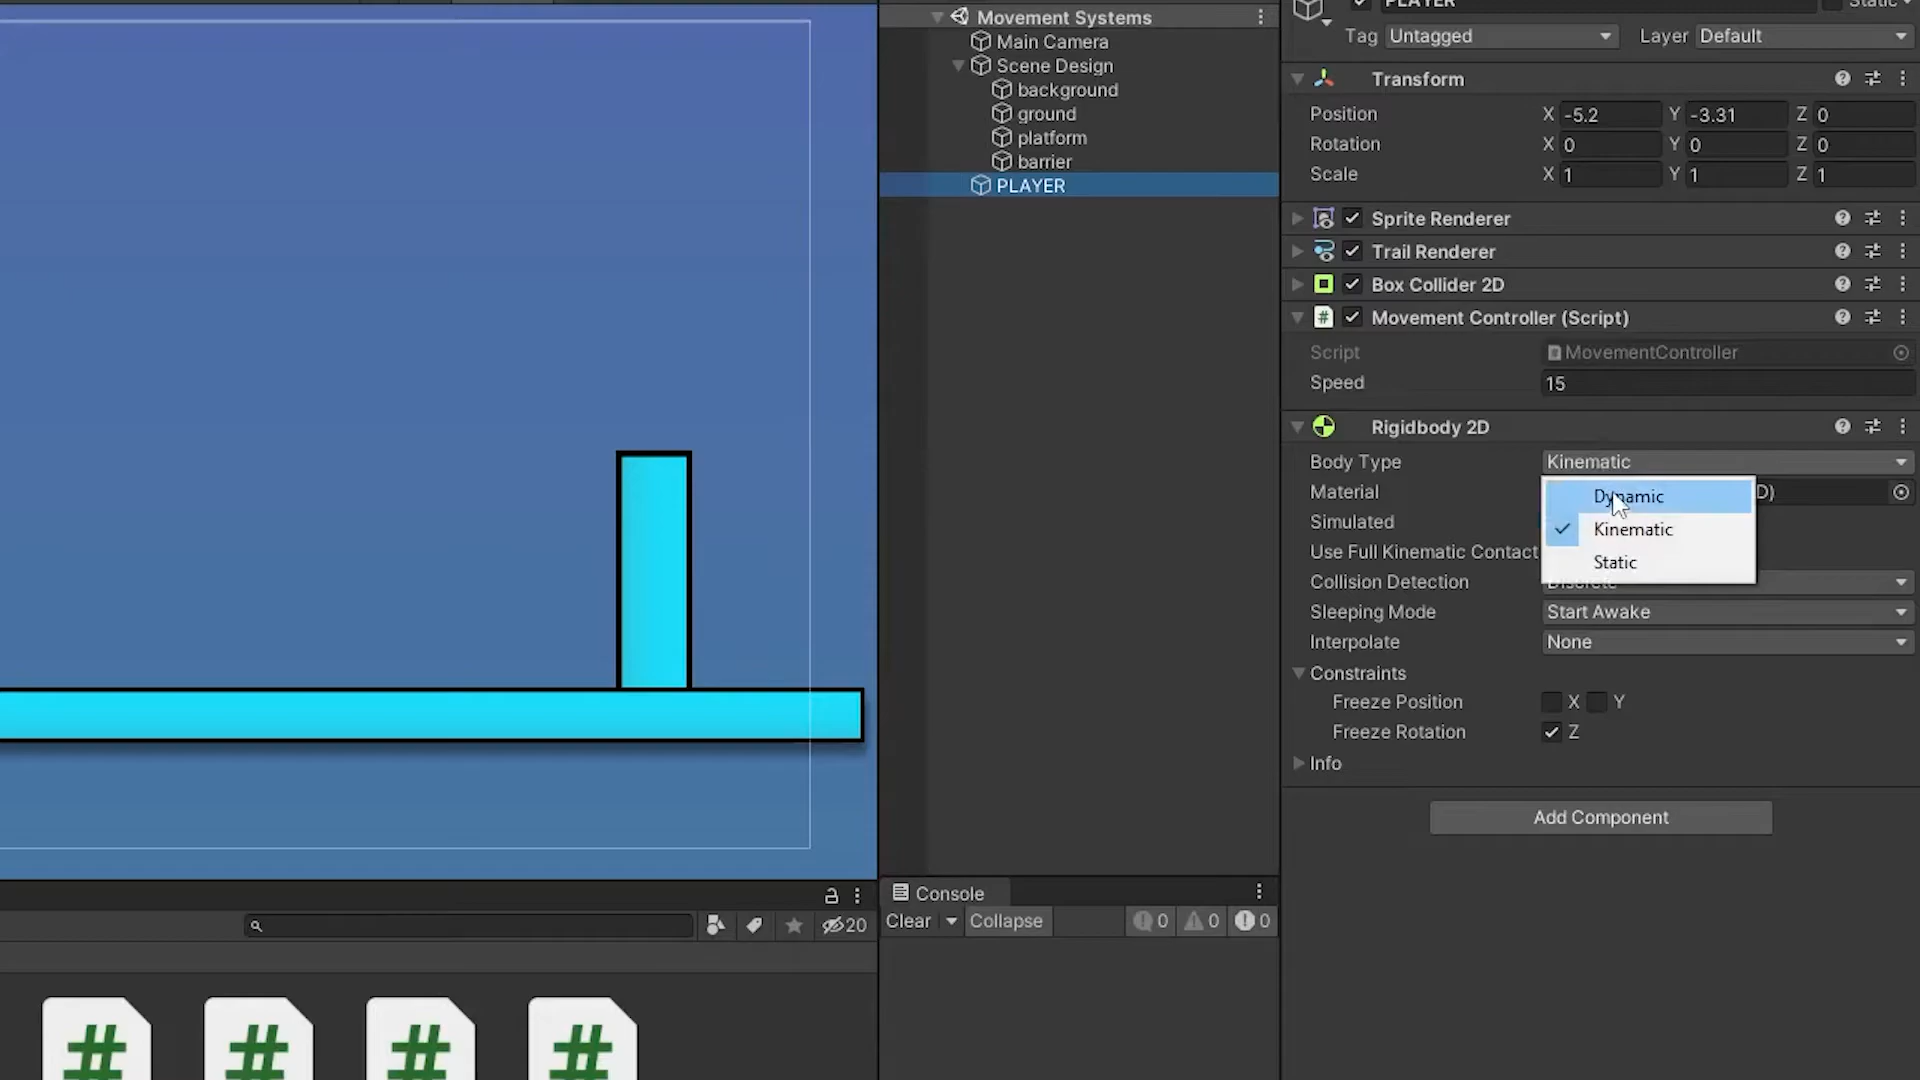 Movement Systems
Main Camera
Scene Design
background
ground
platform
barrier
PLAYER
PLAYER
Static
Tag Untagged Layer Default
Transform
Position X -5.2 Y -3.31 Z 0
Rotation X 0 Y 0 Z 0
Scale X 1 Y 1 Z 1
Sprite Renderer
Trail Renderer
Box Collider 2D
# Movement Controller (Script)
Script MovementController
Speed 15
Rigidbody 2D
Body Type Kinematic
Dynamic
Kinematic
Static
Material D)
Simulated
Use Full Kinematic Contact
Collision Detection Discrete
Sleeping Mode Start Awake
Interpolate None
Constraints
Freeze Position X Y
Freeze Rotation Z
Info
Add Component
Console
Clear Collapse 0 0 0
20
# # # #